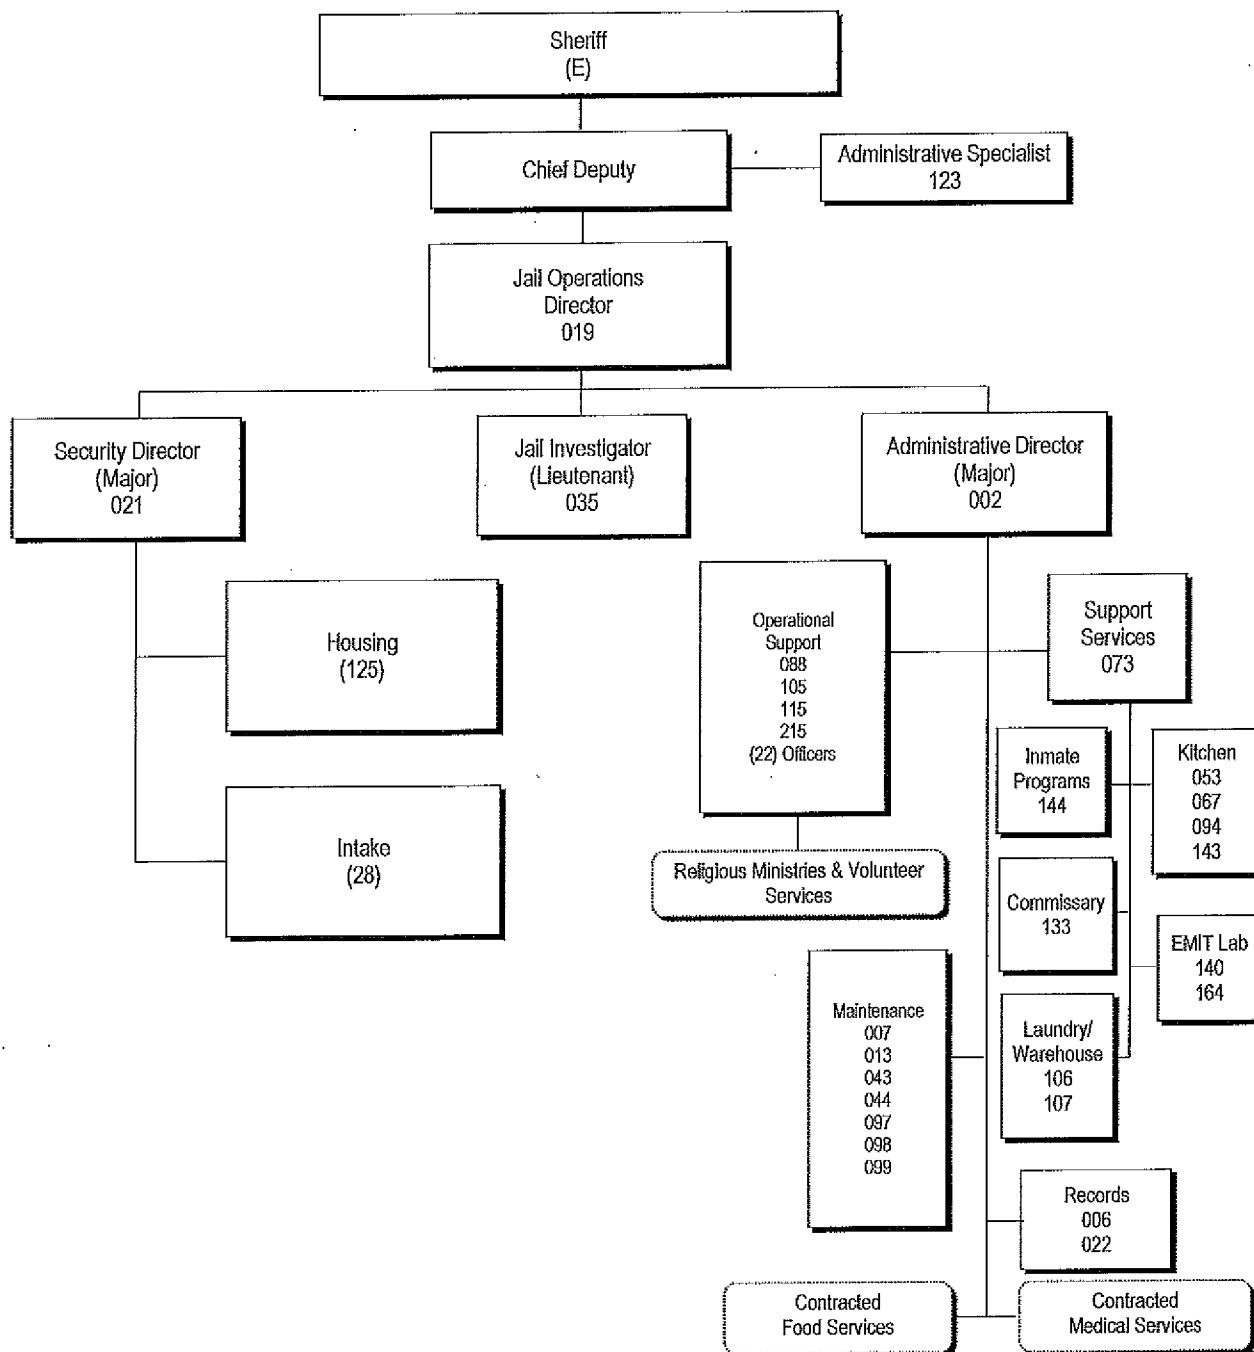 Sheriff
(E)
Chief Deputy
Administrative Specialist
123
Jail Operations
Director
019
Security Director
(Major)
021
Jail Investigator
(Lieutenant)
035
Administrative Director
(Major)
002
Housing
(125)
Intake
(28)
Operational
Support
088
105
115
215
(22) Officers
Religious Ministries & Volunteer
Services
Support
Services
073
Inmate
Programs
144
Kitchen
053
067
094
143
Commissary
133
EMIT Lab
140
164
Laundry/
Warehouse
106
107
Maintenance
007
013
043
044
097
098
099
Records
006
022
Contracted
Food Services
Contracted
Medical Services